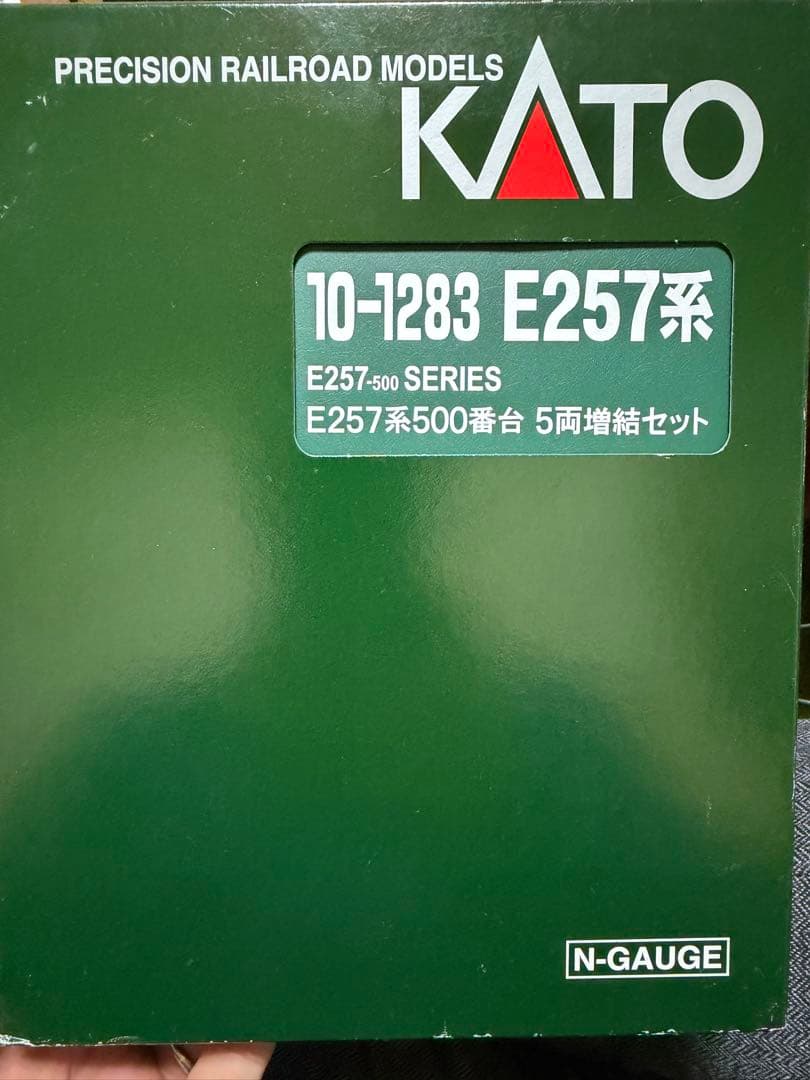 PRECISION RAILROAD MODELS
KATO
10-1283 E257系
E257-500 SERIES
E257系500番台 5両増結セット
N-GAUGE